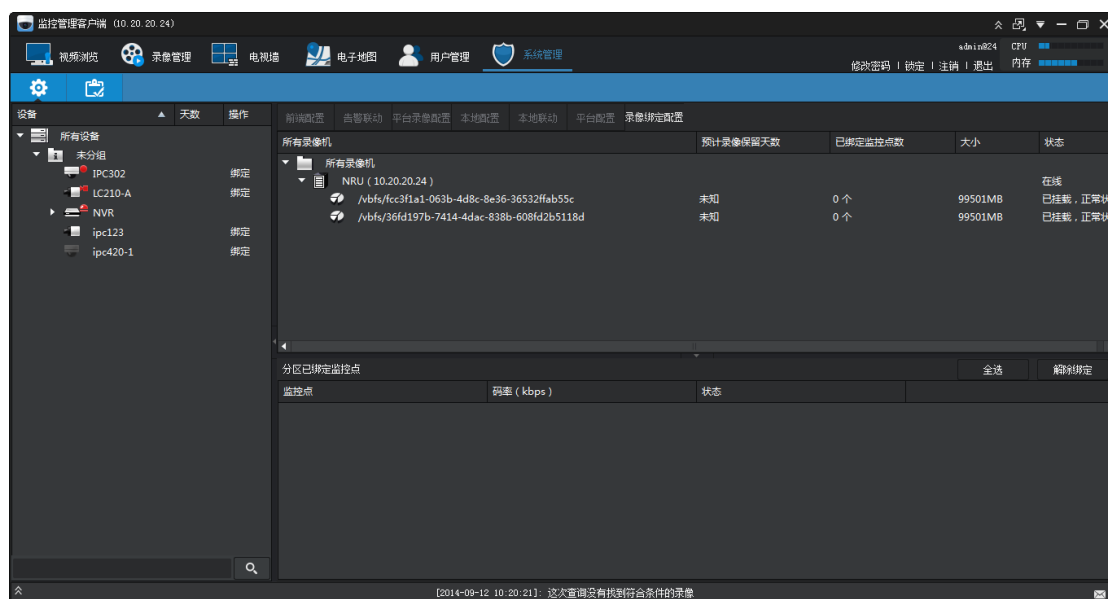 监控管理客户端 (10.20.20.24)
视频浏览 录像管理 电视墙 电子地图 用户管理 系统管理
admin@24 CPU
修改密码 | 锁定 | 注销 | 退出 内存
设备 天数 操作
前端配置 告警联动 平台录像配置 本地配置 本地联动 平台配置 录像绑定配置
所有设备
未分组
IPC302 绑定
LC210-A 绑定
NVR
ipc123 绑定
ipc420-1 绑定
所有录像机 预计录像保留天数 已绑定监控点数 大小 状态
所有录像机
NRU ( 10.20.20.24 ) 在线
/vbfs/fcc3f1a1-063b-4d8c-8e36-36532ffab55c 未知 0 个 99501MB 已挂载，正常状
/vbfs/36fd197b-7414-4dac-838b-608fd2b5118d 未知 0 个 99501MB 已挂载，正常状
分区已绑定监控点 全选 解除绑定
监控点 码率 ( kbps ) 状态
[2014-09-12 10:20:21]: 这次查询没有找到符合条件的录像